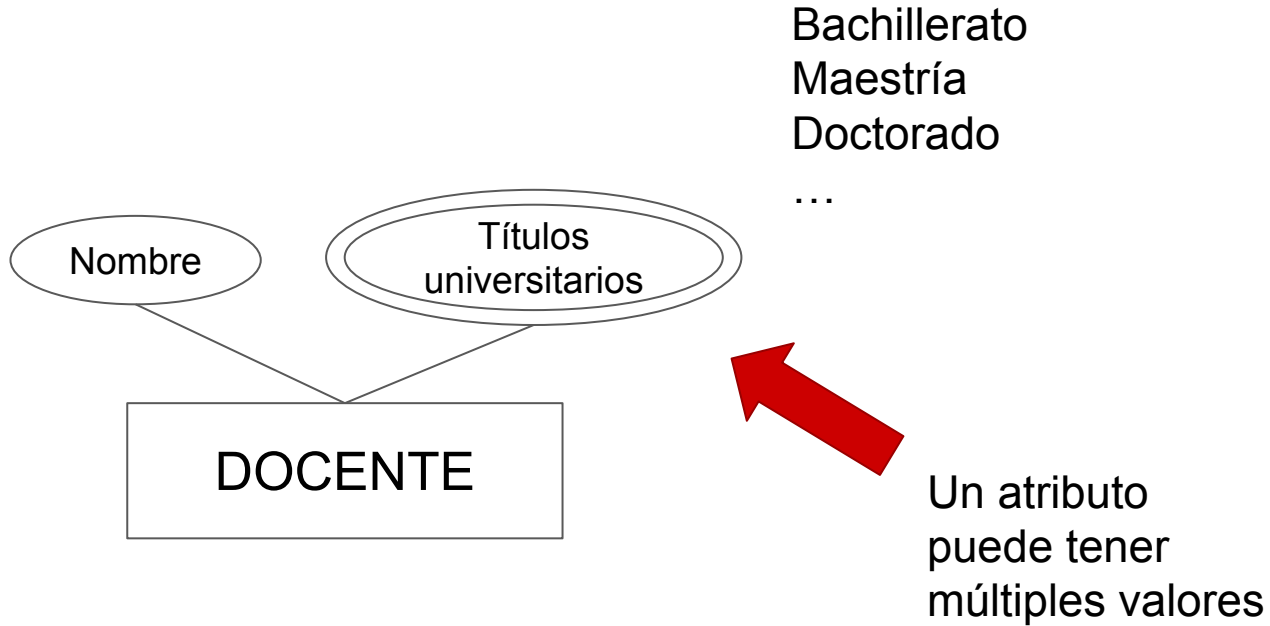 Bachillerato
Maestría
Doctorado
…
Nombre
Títulos
universitarios
DOCENTE
Un atributo
puede tener
múltiples valores